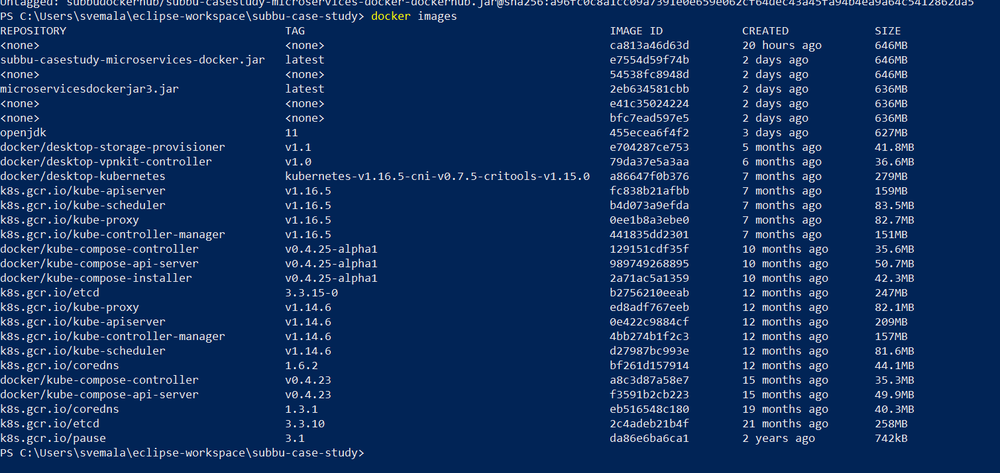 Untagged: subbudockerhub/subbu-casestudy-microservices-docker-dockerhub.jar@sha256:a96fc0c8a1cc09a7391e0e659e062cf64dec43a45fa94b4ea9a64c5412862da5
PS C:\Users\svemala\eclipse-workspace\subbu-case-study> docker images
REPOSITORY TAG IMAGE ID CREATED SIZE
<none> <none> ca813a46d63d 20 hours ago 646MB
subbu-casestudy-microservices-docker.jar latest e7554d59f74b 2 days ago 646MB
<none> <none> 54538fc8948d 2 days ago 646MB
microservicesdockerjar3.jar latest 2eb634581cbb 2 days ago 636MB
<none> <none> e41c35024224 2 days ago 636MB
<none> <none> bfc7ead597e5 2 days ago 636MB
openjdk 11 455ecea6f4f2 3 days ago 627MB
docker/desktop-storage-provisioner v1.1 e704287ce753 5 months ago 41.8MB
docker/desktop-vpnkit-controller v1.0 79da37e5a3aa 6 months ago 36.6MB
docker/desktop-kubernetes kubernetes-v1.16.5-cni-v0.7.5-critools-v1.15.0 a86647f0b376 7 months ago 279MB
k8s.gcr.io/kube-apiserver v1.16.5 fc838b21afbb 7 months ago 159MB
k8s.gcr.io/kube-scheduler v1.16.5 b4d073a9efda 7 months ago 83.5MB
k8s.gcr.io/kube-proxy v1.16.5 0ee1b8a3ebe0 7 months ago 82.7MB
k8s.gcr.io/kube-controller-manager v1.16.5 441835dd2301 7 months ago 151MB
docker/kube-compose-controller v0.4.25-alpha1 129151cdf35f 10 months ago 35.6MB
docker/kube-compose-api-server v0.4.25-alpha1 989749268895 10 months ago 50.7MB
docker/kube-compose-installer v0.4.25-alpha1 2a71ac5a1359 10 months ago 42.3MB
k8s.gcr.io/etcd 3.3.15-0 b2756210eeab 12 months ago 247MB
k8s.gcr.io/kube-proxy v1.14.6 ed8adf767eeb 12 months ago 82.1MB
k8s.gcr.io/kube-apiserver v1.14.6 0e422c9884cf 12 months ago 209MB
k8s.gcr.io/kube-controller-manager v1.14.6 4bb274b1f2c3 12 months ago 157MB
k8s.gcr.io/kube-scheduler v1.14.6 d27987bc993e 12 months ago 81.6MB
k8s.gcr.io/coredns 1.6.2 bf261d157914 12 months ago 44.1MB
docker/kube-compose-controller v0.4.23 a8c3d87a58e7 15 months ago 35.3MB
docker/kube-compose-api-server v0.4.23 f3591b2cb223 15 months ago 49.9MB
k8s.gcr.io/coredns 1.3.1 eb516548c180 19 months ago 40.3MB
k8s.gcr.io/etcd 3.3.10 2c4adeb21b4f 21 months ago 258MB
k8s.gcr.io/pause 3.1 da86e6ba6ca1 2 years ago 742kB
PS C:\Users\svemala\eclipse-workspace\subbu-case-study>